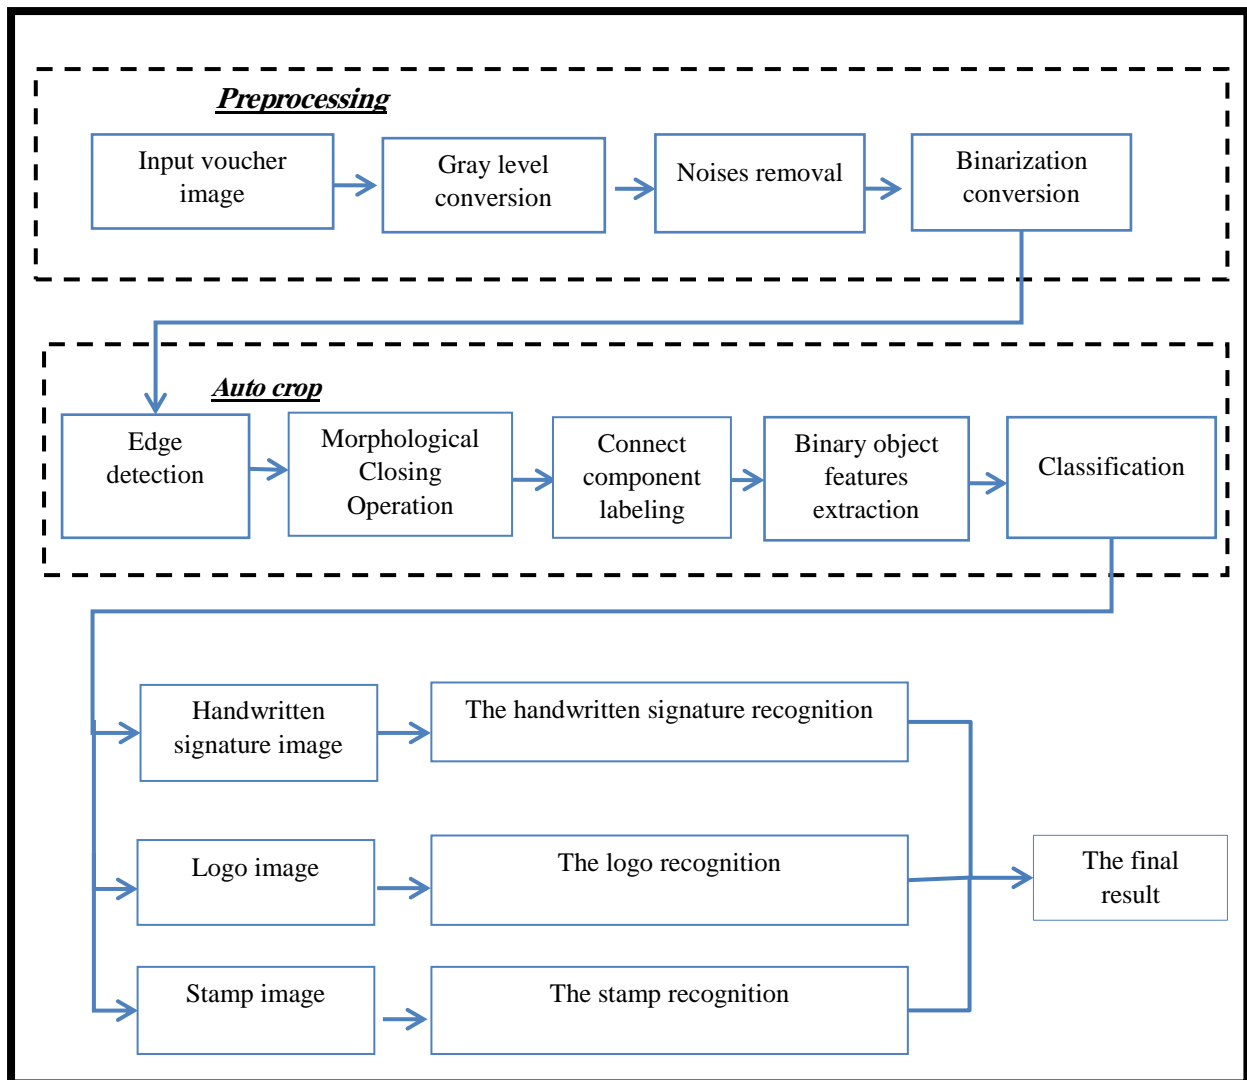 Preprocessing
Input voucher
image
Gray level
conversion
Noises removal
Binarization
conversion
Auto crop
Edge
detection
Morphological
Closing
Operation
Connect
component
labeling
Binary object
features
extraction
Classification
Handwritten
signature image
The handwritten signature recognition
Logo image
The logo recognition
The final
result
Stamp image
The stamp recognition